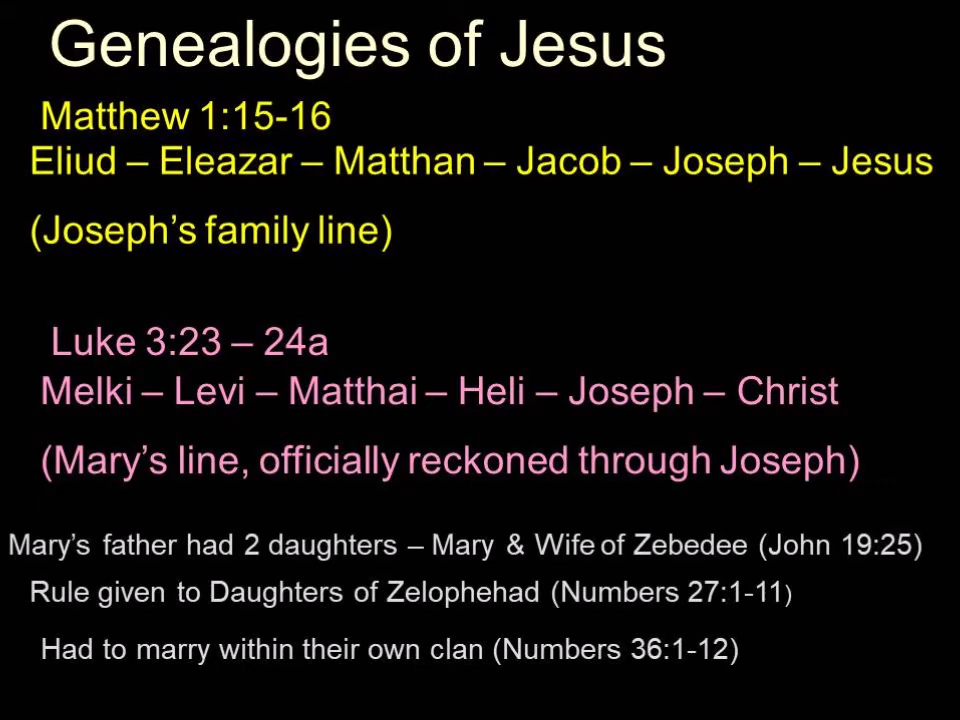 Genealogies of Jesus
Matthew 1:15-16
Eliud – Eleazar – Matthan – Jacob – Joseph – Jesus
(Joseph’s family line)
Luke 3:23 – 24a
Melki – Levi – Matthai – Heli – Joseph – Christ
(Mary’s line, officially reckoned through Joseph)
Mary’s father had 2 daughters – Mary & Wife of Zebedee (John 19:25)
Rule given to Daughters of Zelophehad (Numbers 27:1-11)
Had to marry within their own clan (Numbers 36:1-12)